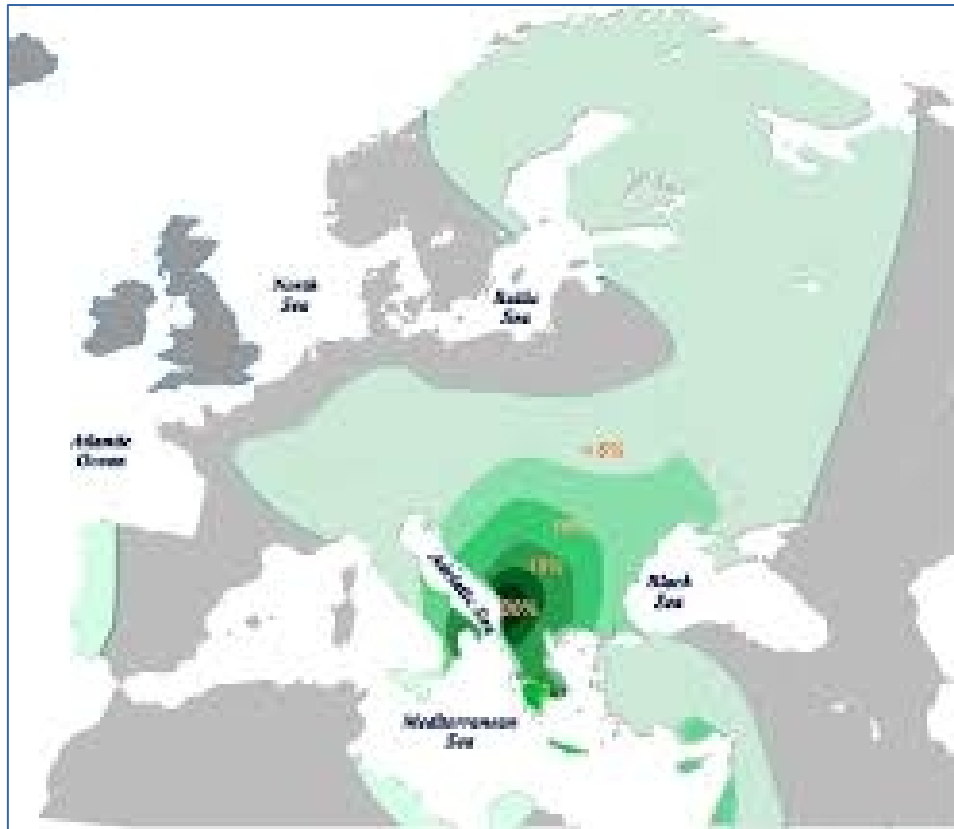 North
Sea
Baltic
Sea
Atlantic
Ocean
Adriatic Sea
Black
Sea
Mediterranean
Sea